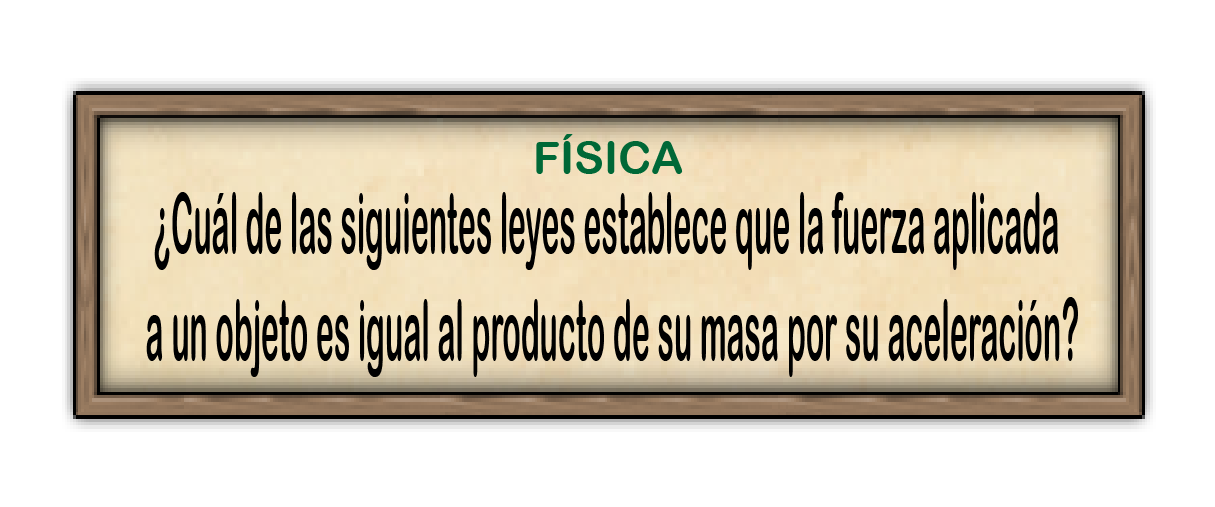 FÍSICA
¿Cuál de las siguientes leyes establece que la fuerza aplicada
a un objeto es igual al producto de su masa por su aceleración?